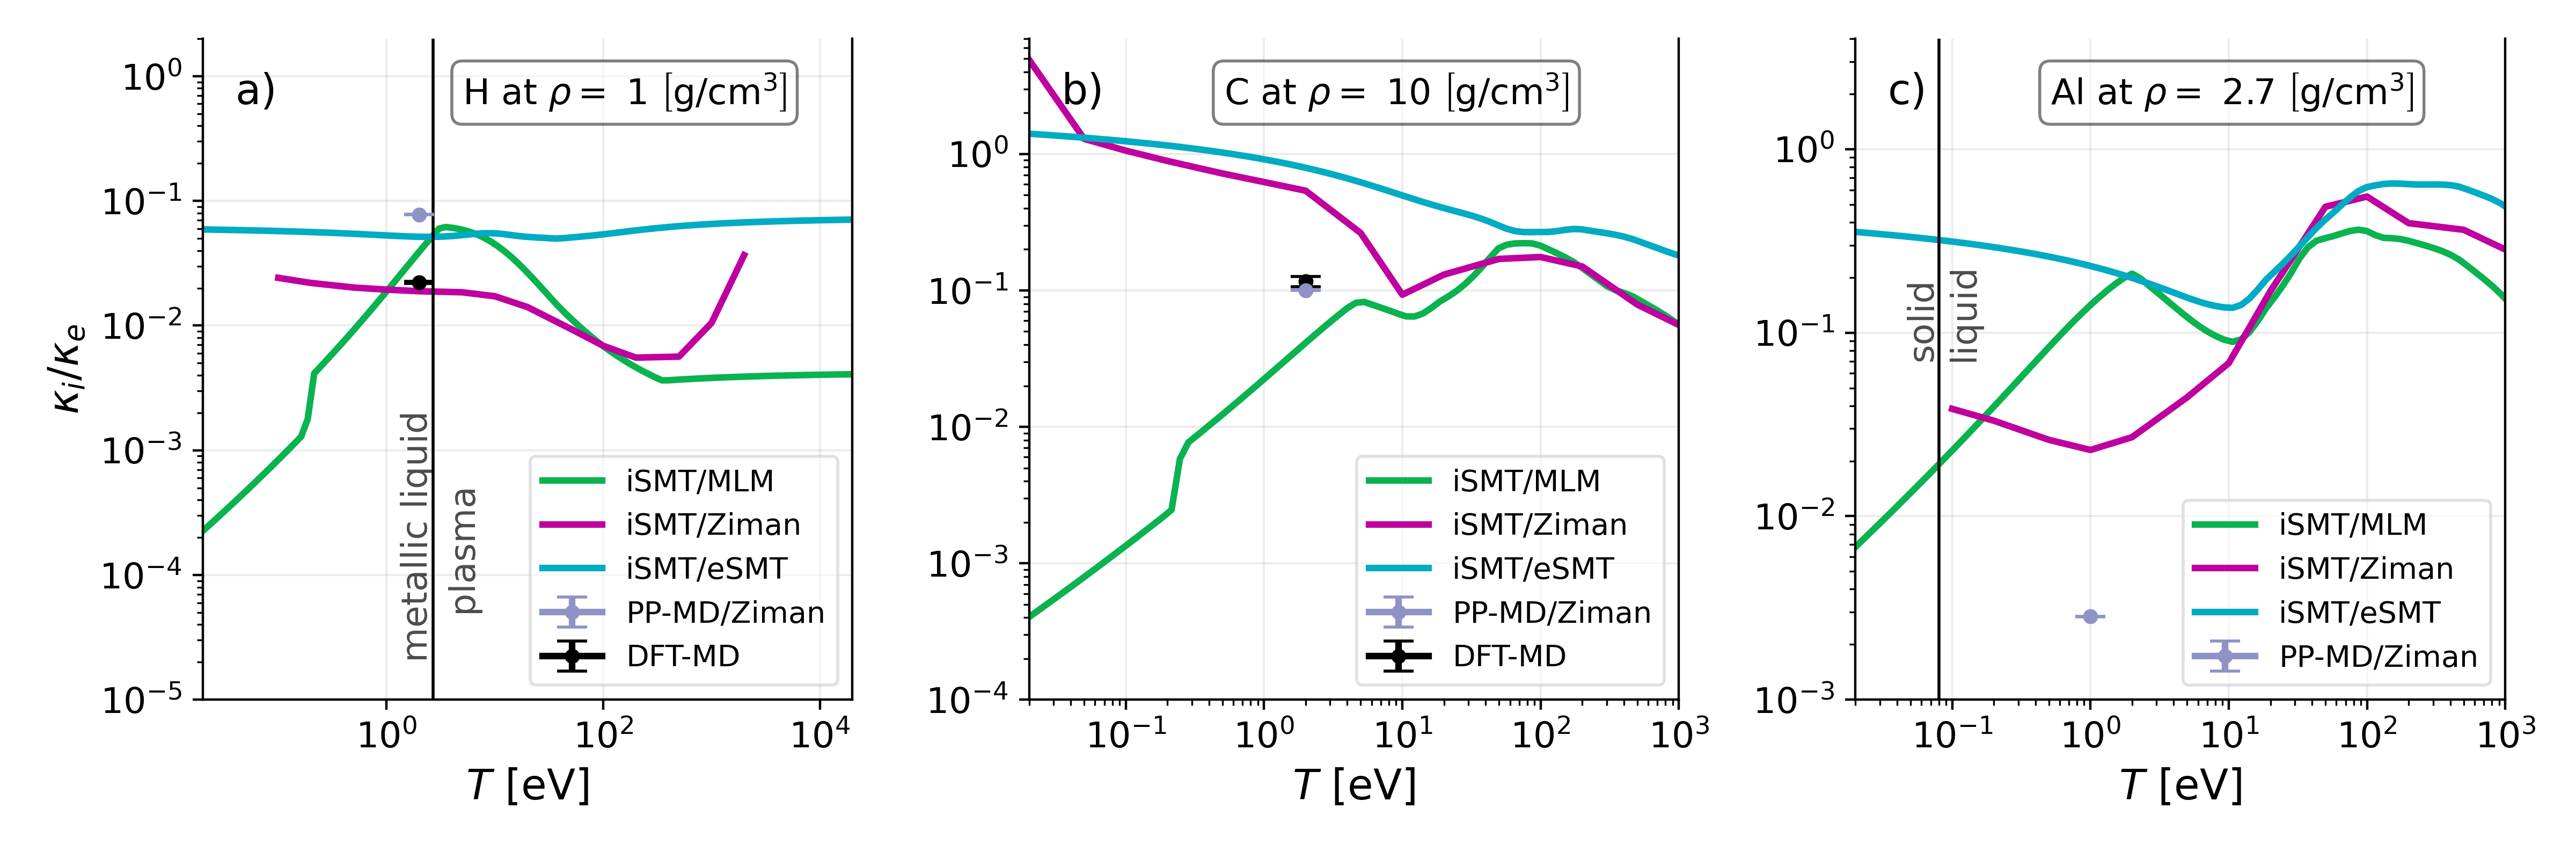 a)
H at ρ = 1 [g/cm³]
10⁰
10⁻¹
10⁻²
10⁻³
10⁻⁴
10⁻⁵
κᵢ/κₑ
metallic liquid
plasma
iSMT/MLM
iSMT/Ziman
iSMT/eSMT
PP-MD/Ziman
DFT-MD
10⁰
10²
10⁴
T [eV]
b)
C at ρ = 10 [g/cm³]
10⁰
10⁻¹
10⁻²
10⁻³
10⁻⁴
iSMT/MLM
iSMT/Ziman
iSMT/eSMT
PP-MD/Ziman
DFT-MD
10⁻¹
10⁰
10¹
10²
10³
T [eV]
c)
Al at ρ = 2.7 [g/cm³]
10⁰
10⁻¹
10⁻²
10⁻³
solid
liquid
iSMT/MLM
iSMT/Ziman
iSMT/eSMT
PP-MD/Ziman
10⁻¹
10⁰
10¹
10²
10³
T [eV]